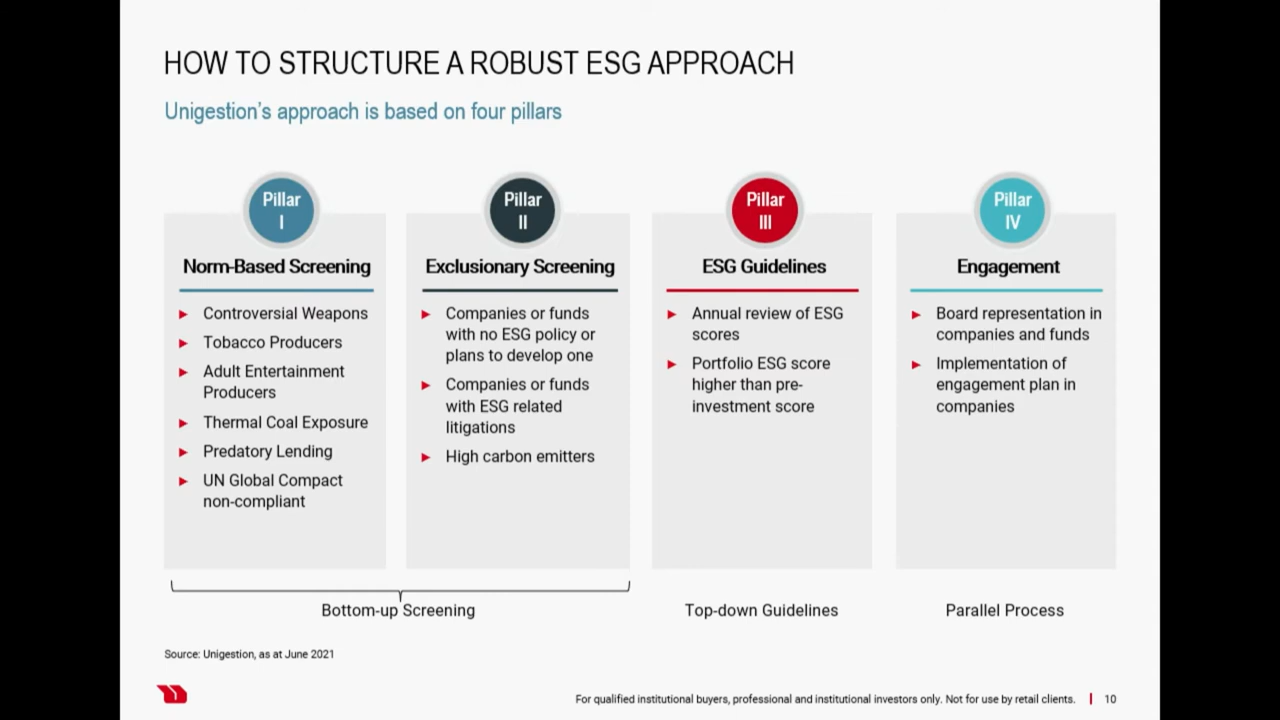 HOW TO STRUCTURE A ROBUST ESG APPROACH
Unigestion's approach is based on four pillars
Pillar
I
Norm-Based Screening
Controversial Weapons
Tobacco Producers
Adult Entertainment
Producers
Thermal Coal Exposure
Predatory Lending
UN Global Compact
non-compliant
Pillar
II
Exclusionary Screening
Companies or funds
with no ESG policy or
plans to develop one
Companies or funds
with ESG related
litigations
High carbon emitters
Bottom-up Screening
Pillar
III
ESG Guidelines
Annual review of ESG
scores
Portfolio ESG score
higher than pre-
investment score
Top-down Guidelines
Pillar
IV
Engagement
Board representation in
companies and funds
Implementation of
engagement plan in
companies
Parallel Process
Source: Unigestion, as at June 2021
For qualified institutional buyers, professional and institutional investors only. Not for use by retail clients.
10